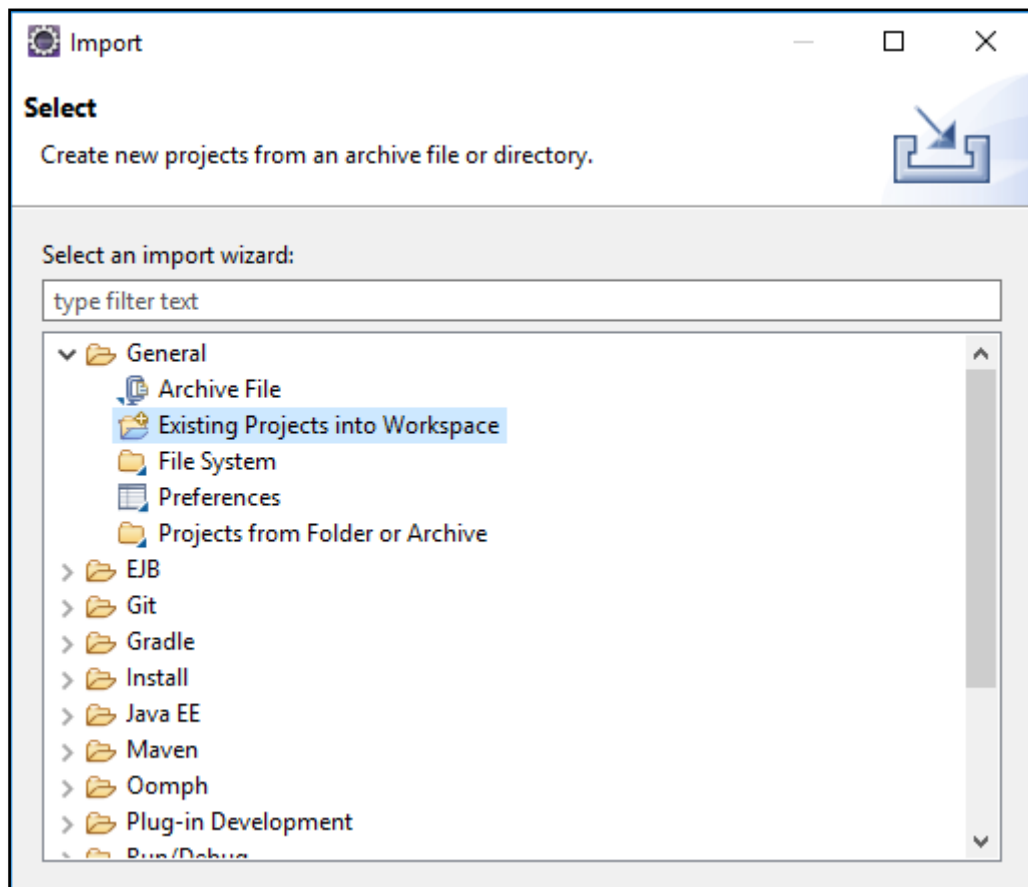 Import
Select
Create new projects from an archive file or directory.
Select an import wizard:
type filter text
General
Archive File
Existing Projects into Workspace
File System
Preferences
Projects from Folder or Archive
EJB
Git
Gradle
Install
Java EE
Maven
Oomph
Plug-in Development
Run/Debug